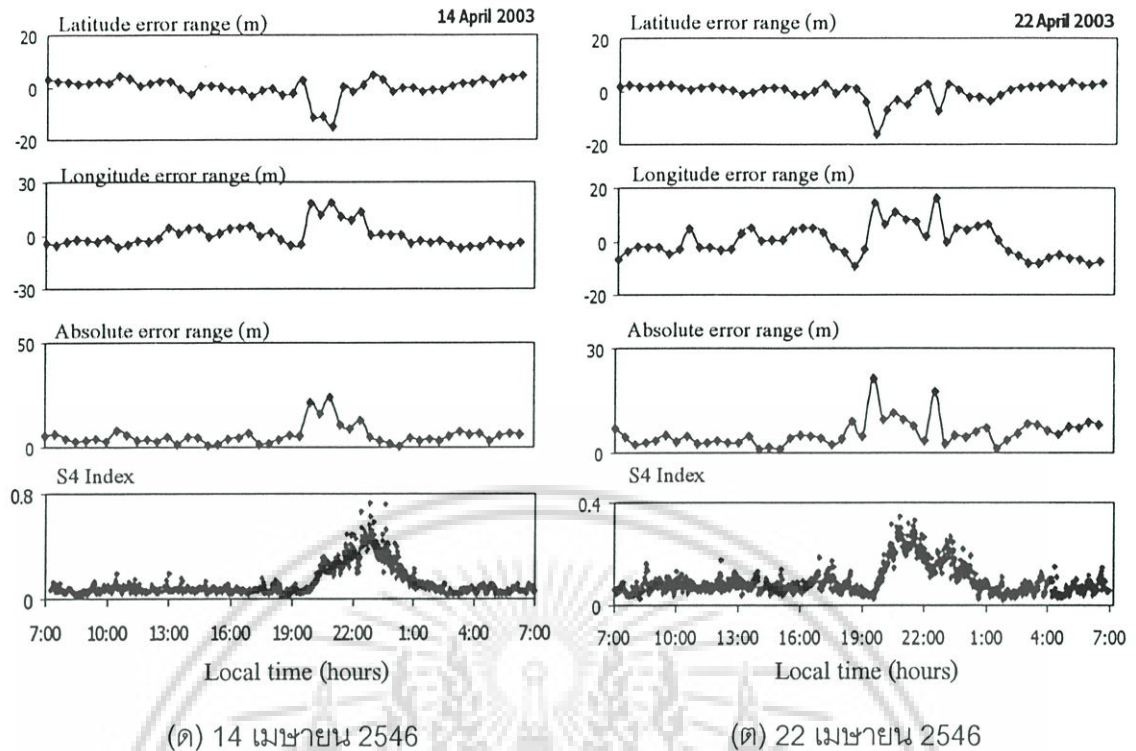 14 April 2003
Latitude error range (m)
20
0
-20
Longitude error range (m)
30
0
-30
Absolute error range (m)
50
0
S4 Index
0.8
0
7:00 10:00 13:00 16:00 19:00 22:00 1:00 4:00 7:00
Local time (hours)
(ด) 14 เมษายน 2546
22 April 2003
Latitude error range (m)
20
0
-20
Longitude error range (m)
20
0
-20
Absolute error range (m)
30
0
S4 Index
0.4
0
7:00 10:00 13:00 16:00 19:00 22:00 1:00 4:00 7:00
Local time (hours)
(ต) 22 เมษายน 2546